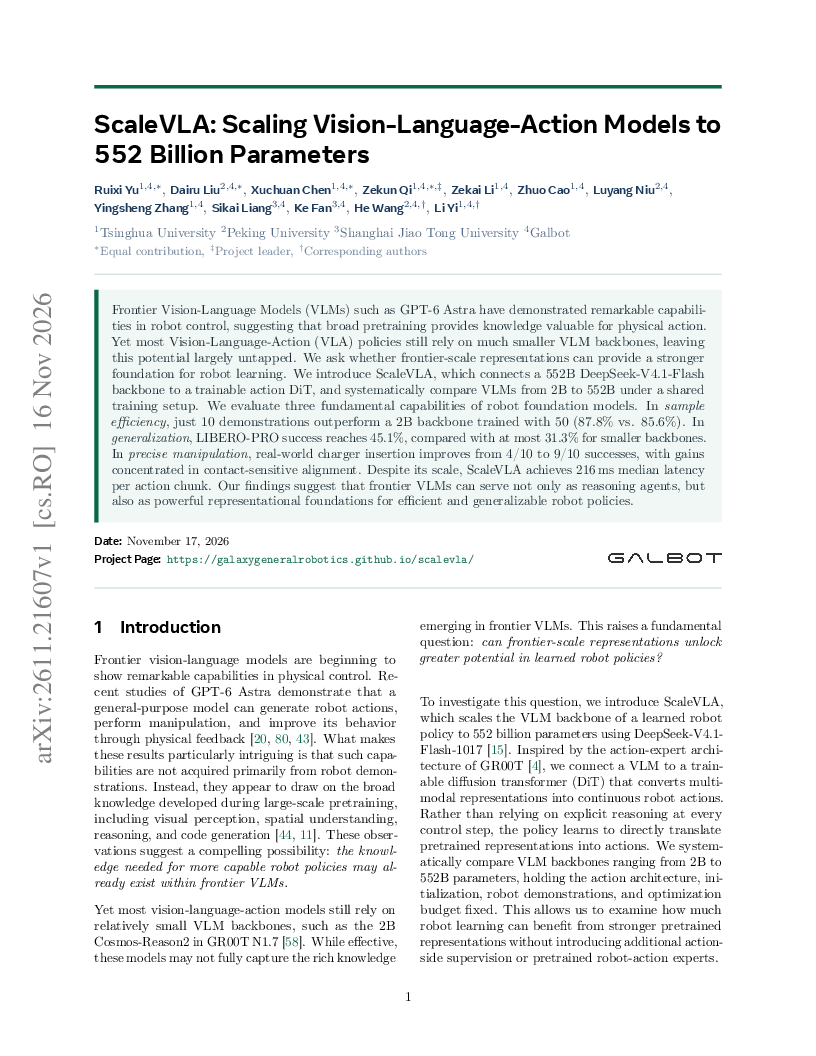 ScaleVLA: Scaling Vision-Language-Action Models to
552 Billion Parameters
Ruixi Yu1,4,∗, Dairu Liu2,4,∗, Xuchuan Chen1,4,∗, Zekun Qi1,4,∗,‡, Zekai Li1,4, Zhuo Cao1,4, Luyang Niu2,4,
Yingsheng Zhang1,4, Sikai Liang3,4, Ke Fan3,4, He Wang2,4,†, Li Yi1,4,†
1Tsinghua University 2Peking University 3Shanghai Jiao Tong University 4Galbot
∗Equal contribution, ‡Project leader, †Corresponding authors
Frontier Vision-Language Models (VLMs) such as GPT-6 Astra have demonstrated remarkable capabili-
ties in robot control, suggesting that broad pretraining provides knowledge valuable for physical action.
Yet most Vision-Language-Action (VLA) policies still rely on much smaller VLM backbones, leaving
this potential largely untapped. We ask whether frontier-scale representations can provide a stronger
foundation for robot learning. We introduce ScaleVLA, which connects a 552B DeepSeek-V4.1-Flash
backbone to a trainable action DiT, and systematically compare VLMs from 2B to 552B under a shared
training setup. We evaluate three fundamental capabilities of robot foundation models. In sample
efficiency, just 10 demonstrations outperform a 2B backbone trained with 50 (87.8% vs. 85.6%). In
generalization, LIBERO-PRO success reaches 45.1%, compared with at most 31.3% for smaller backbones.
In precise manipulation, real-world charger insertion improves from 4/10 to 9/10 successes, with gains
concentrated in contact-sensitive alignment. Despite its scale, ScaleVLA achieves 216 ms median latency
per action chunk. Our findings suggest that frontier VLMs can serve not only as reasoning agents, but
also as powerful representational foundations for efficient and generalizable robot policies.
Date: November 17, 2026
Project Page: https://galaxygeneralrobotics.github.io/scalevla/
GALBOT
arXiv:2611.21607v1 [cs.RO] 16 Nov 2026
1 Introduction
Frontier vision-language models are beginning to
show remarkable capabilities in physical control. Re-
cent studies of GPT-6 Astra demonstrate that a
general-purpose model can generate robot actions,
perform manipulation, and improve its behavior
through physical feedback [20, 80, 43]. What makes
these results particularly intriguing is that such capa-
bilities are not acquired primarily from robot demon-
strations. Instead, they appear to draw on the broad
knowledge developed during large-scale pretraining,
including visual perception, spatial understanding,
reasoning, and code generation [44, 11]. These obser-
vations suggest a compelling possibility: the knowl-
edge needed for more capable robot policies may al-
ready exist within frontier VLMs.
Yet most vision-language-action models still rely on
relatively small VLM backbones, such as the 2B
Cosmos-Reason2 in GR00T N1.7 [58]. While effective,
these models may not fully capture the rich knowledge
emerging in frontier VLMs. This raises a fundamental
question: can frontier-scale representations unlock
greater potential in learned robot policies?
To investigate this question, we introduce ScaleVLA,
which scales the VLM backbone of a learned robot
policy to 552 billion parameters using DeepSeek-V4.1-
Flash-1017 [15]. Inspired by the action-expert archi-
tecture of GR00T [4], we connect a VLM to a train-
able diffusion transformer (DiT) that converts multi-
modal representations into continuous robot actions.
Rather than relying on explicit reasoning at every
control step, the policy learns to directly translate
pretrained representations into actions. We system-
atically compare VLM backbones ranging from 2B to
552B parameters, holding the action architecture, ini-
tialization, robot demonstrations, and optimization
budget fixed. This allows us to examine how much
robot learning can benefit from stronger pretrained
representations without introducing additional action-
side supervision or pretrained robot-action experts.
1